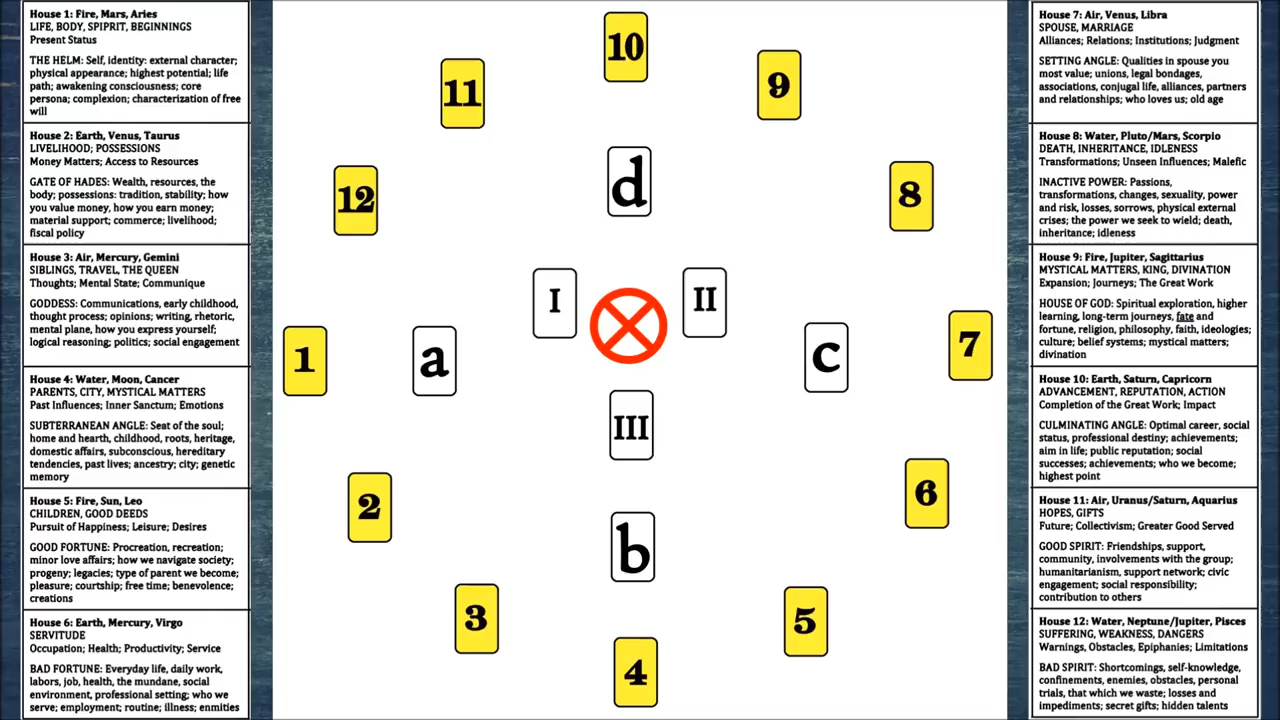 House 1: Fire, Mars, Aries
LIFE, BODY, SPIPRIT, BEGINNINGS
Present Status
THE HELM: Self, identity: external character;
physical appearance; highest potential; life
path; awakening consciousness; core
persona; complexion; characterization of free
will
House 2: Earth, Venus, Taurus
LIVELIHOOD; POSSESSIONS
Money Matters; Access to Resources
GATE OF HADES: Wealth, resources, the
body; possessions: tradition, stability; how
you value money, how you earn money;
material support; commerce; livelihood;
fiscal policy
House 3: Air, Mercury, Gemini
SIBLINGS, TRAVEL, THE QUEEN
Thoughts; Mental State; Communique
GODDESS: Communications, early childhood,
thought process; opinions; writing, rhetoric,
mental plane, how you express yourself;
logical reasoning; politics; social engagement
House 4: Water, Moon, Cancer
PARENTS, CITY, MYSTICAL MATTERS
Past Influences; Inner Sanctum; Emotions
SUBTERRANEAN ANGLE: Seat of the soul;
home and hearth, childhood, roots, heritage,
domestic affairs, subconscious, hereditary
tendencies, past lives; ancestry; city; genetic
memory
House 5: Fire, Sun, Leo
CHILDREN, GOOD DEEDS
Pursuit of Happiness; Leisure; Desires
GOOD FORTUNE: Procreation, recreation;
minor love affairs; how we navigate society;
progeny; legacies; type of parent we become;
pleasure; courtship; free time; benevolence;
creations
House 6: Earth, Mercury, Virgo
SERVITUDE
Occupation; Health; Productivity; Service
BAD FORTUNE: Everyday life, daily work,
labors, job, health, the mundane, social
environment, professional setting; who we
serve; employment; routine; illness; enmities
10
11
9
d
12
8
I
II
1
a
c
7
III
2
6
b
3
5
4
House 7: Air, Venus, Libra
SPOUSE, MARRIAGE
Alliances; Relations; Institutions; Judgment
SETTING ANGLE: Qualities in spouse you
most value; unions, legal bondages,
associations, conjugal life, alliances, partners
and relationships; who loves us; old age
House 8: Water, Pluto/Mars, Scorpio
DEATH, INHERITANCE, IDLENESS
Transformations; Unseen Influences; Malefic
INACTIVE POWER: Passions,
transformations, changes, sexuality, power
and risk, losses, sorrows, physical external
crises; the power we seek to wield; death,
inheritance; idleness
House 9: Fire, Jupiter, Sagittarius
MYSTICAL MATTERS, KING, DIVINATION
Expansion; Journeys; The Great Work
HOUSE OF GOD: Spiritual exploration, higher
learning, long-term journeys, fate and
fortune, religion, philosophy, faith, ideologies;
culture; belief systems; mystical matters;
divination
House 10: Earth, Saturn, Capricorn
ADVANCEMENT, REPUTATION, ACTION
Completion of the Great Work; Impact
CULMINATING ANGLE: Optimal career, social
status, professional destiny; achievements;
aim in life; public reputation; social
successes; achievements; who we become;
highest point
House 11: Air, Uranus/Saturn, Aquarius
HOPES, GIFTS
Future; Collectivism; Greater Good Served
GOOD SPIRIT: Friendships, support,
community, involvements with the group;
humanitarianism, support network; civic
engagement; social responsibility;
contribution to others
House 12: Water, Neptune/Jupiter, Pisces
SUFFERING, WEAKNESS, DANGERS
Warnings, Obstacles, Epiphanies; Limitations
BAD SPIRIT: Shortcomings, self-knowledge,
confinements, enemies, obstacles, personal
trials, that which we waste; losses and
impediments; secret gifts; hidden talents